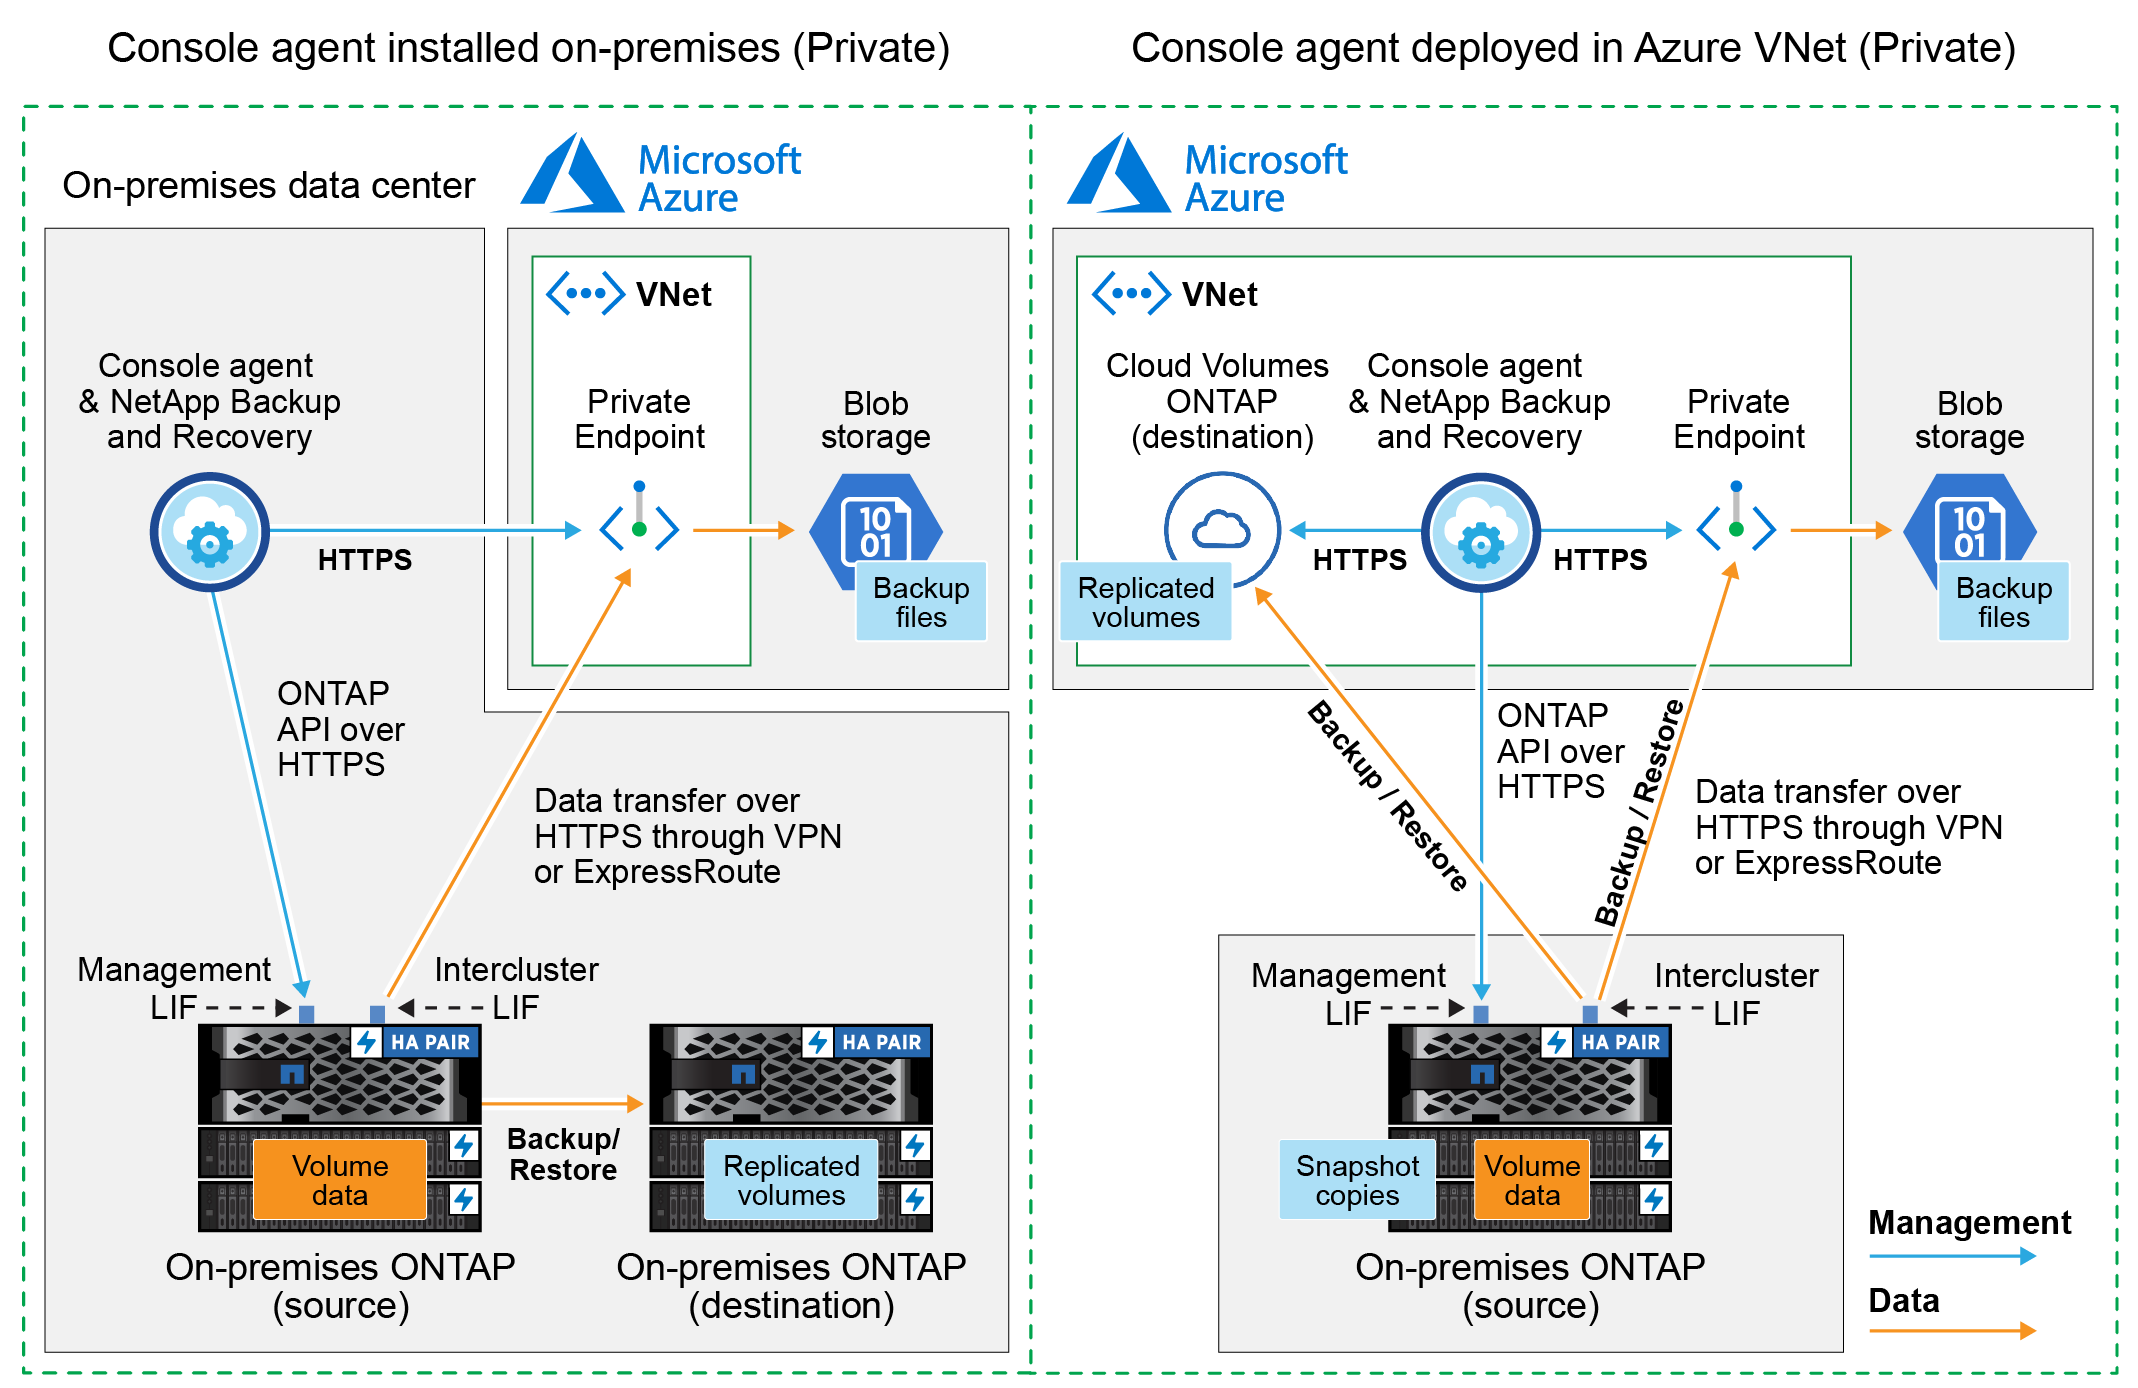 Console agent installed on-premises (Private)
On-premises data center
Microsoft
Azure
VNet
Console agent
& NetApp Backup
and Recovery
Private
Endpoint
Blob
storage
10
01
HTTPS
Backup
files
ONTAP
API over
HTTPS
Data transfer over
HTTPS through VPN
or ExpressRoute
Management
LIF
Intercluster
LIF
HA PAIR
HA PAIR
Backup/
Restore
Volume
data
Replicated
volumes
On-premises ONTAP
(source)
On-premises ONTAP
(destination)
Console agent deployed in Azure VNet (Private)
Microsoft
Azure
VNet
Cloud Volumes
ONTAP
(destination)
Console agent
& NetApp Backup
and Recovery
Private
Endpoint
Blob
storage
10
01
HTTPS
HTTPS
Replicated
volumes
Backup
files
Backup / Restore
ONTAP
API over
HTTPS
Backup / Restore
Data transfer over
HTTPS through VPN
or ExpressRoute
Management
LIF
Intercluster
LIF
HA PAIR
Snapshot
copies
Volume
data
On-premises ONTAP
(source)
Management
Data